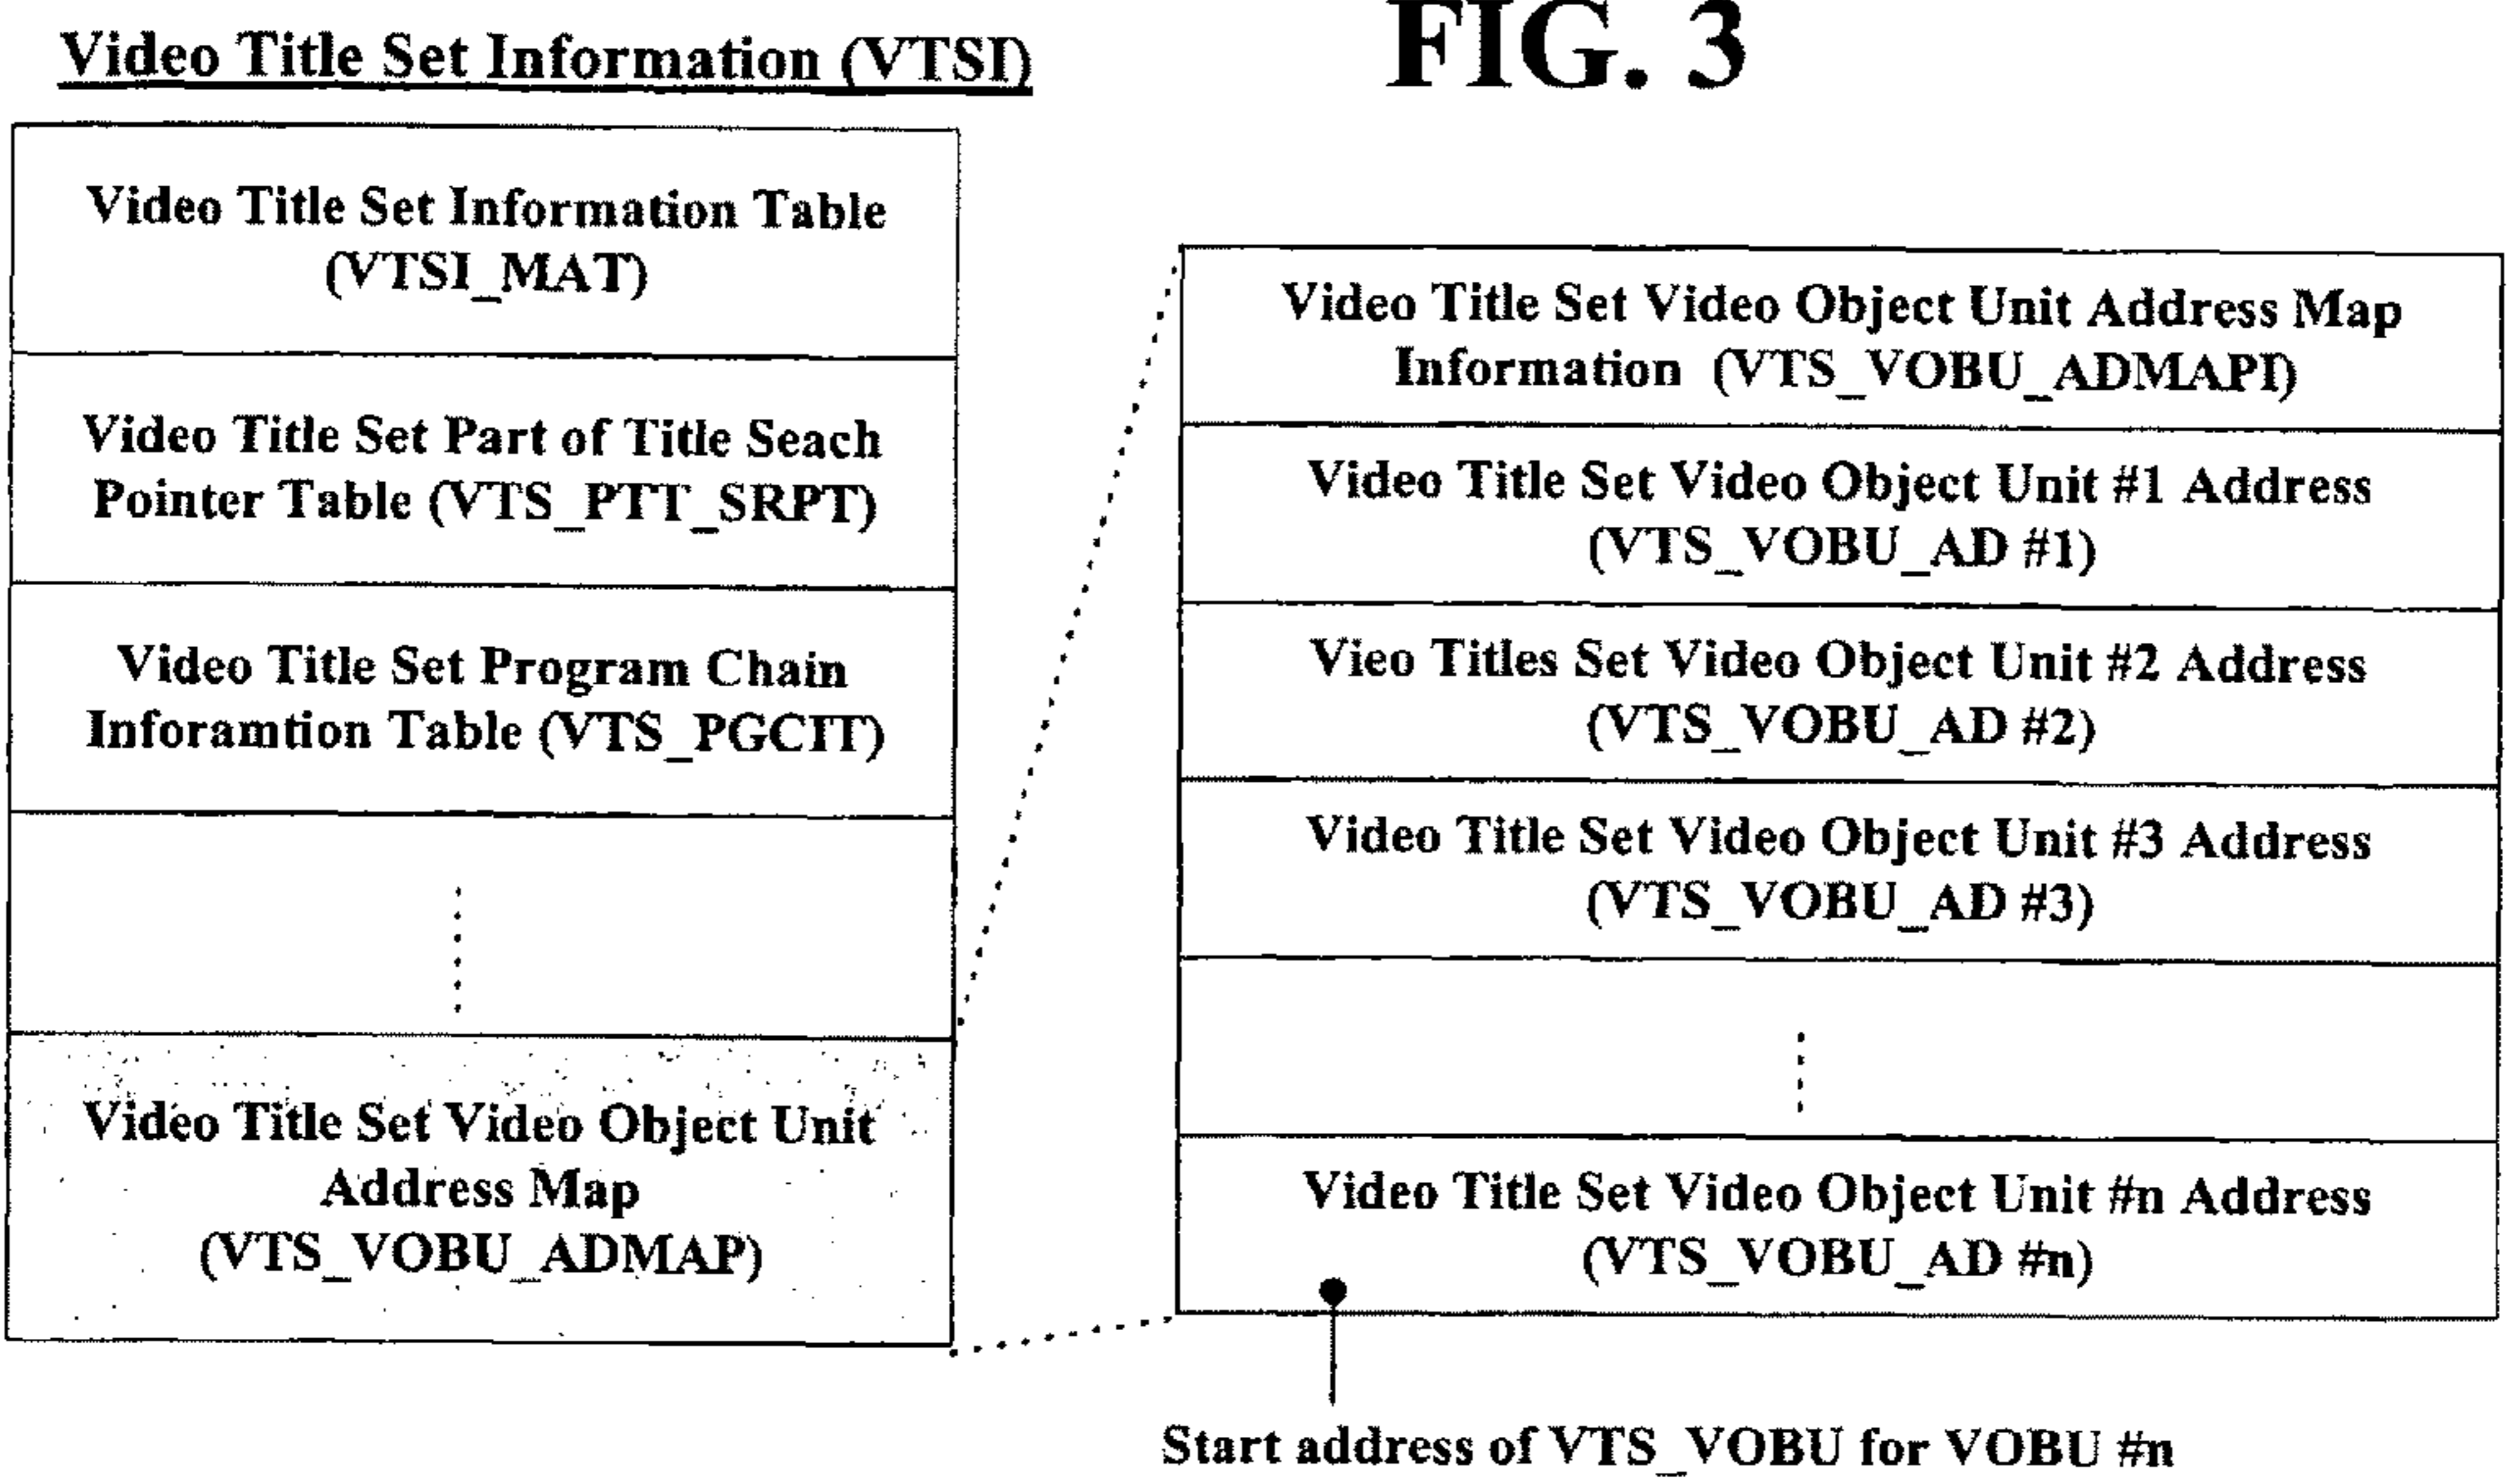 FIG. 3
Video Title Set Information (VTSI)
Video Title Set Information Table
(VTSI_MAT)
Video Title Set Part of Title Seach
Pointer Table (VTS_PTT_SRPT)
Video Title Set Program Chain
Inforamtion Table (VTS_PGCIT)
Video Title Set Video Object Unit
Address Map
(VTS_VOBU_ADMAP)
Video Title Set Video Object Unit Address Map
Information (VTS_VOBU_ADMAPI)
Video Title Set Video Object Unit #1 Address
(VTS_VOBU_AD #1)
Vieo Titles Set Video Object Unit #2 Address
(VTS_VOBU_AD #2)
Video Title Set Video Object Unit #3 Address
(VTS_VOBU_AD #3)
Video Title Set Video Object Unit #n Address
(VTS_VOBU_AD #n)
Start address of VTS_VOBU for VOBU #n